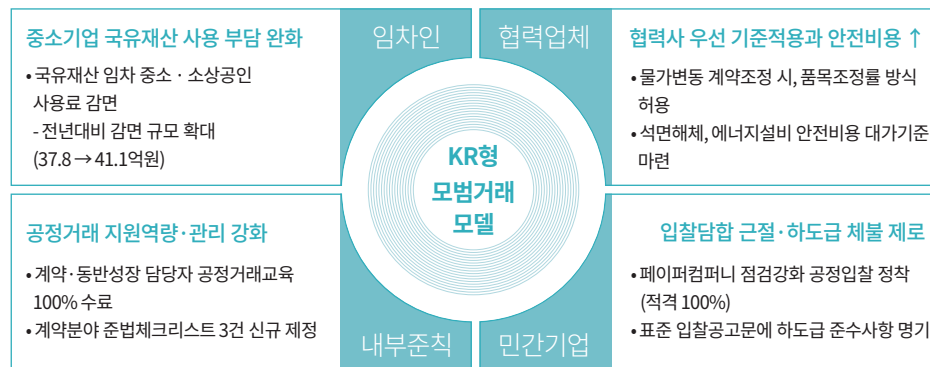 임차인
협력업체
중소기업 국유재산 사용 부담 완화
• 국유재산 임차 중소 · 소상공인
사용료 감면
- 전년대비 감면 규모 확대
(37.8 → 41.1억원)
협력사 우선 기준적용과 안전비용 ↑
• 물가변동 계약조정 시, 품목조정률 방식
허용
• 석면해체, 에너지설비 안전비용 대가기준
마련
KR형
모범거래
모델
공정거래 지원역량·관리 강화
• 계약·동반성장 담당자 공정거래교육
100% 수료
• 계약분야 준법체크리스트 3건 신규 제정
입찰담합 근절·하도급 체불 제로
• 페이퍼컴퍼니 점검강화 공정입찰 정착
(적격 100%)
• 표준 입찰공고문에 하도급 준수사항 명기
내부준칙
민간기업